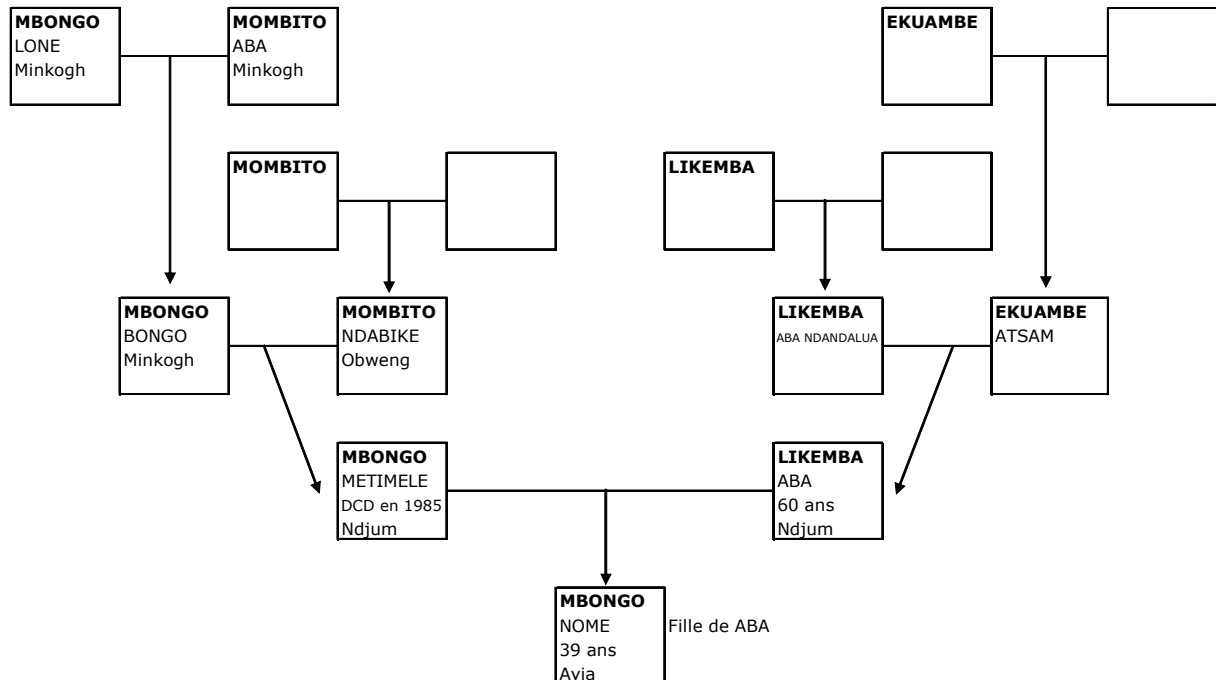 MBONGO
LONE
Minkogh
MOMBITO
ABA
Minkogh
EKUAMBE
MOMBITO
LIKEMBA
MBONGO
BONGO
Minkogh
MOMBITO
NDABIKE
Obweng
LIKEMBA
ABA NDANDALUA
EKUAMBE
ATSAM
MBONGO
METIMELE
DCD en 1985
Ndjum
LIKEMBA
ABA
60 ans
Ndjum
MBONGO
NOME
39 ans
Avia
Fille de ABA